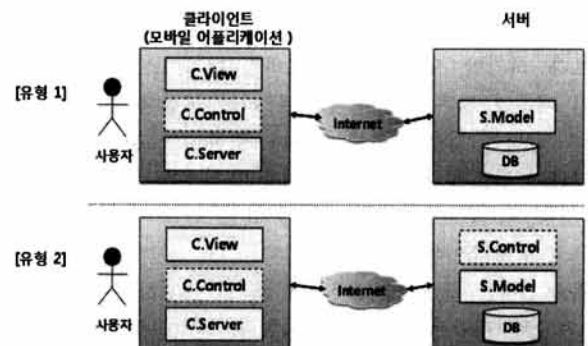 클라이언트
(모바일 어플리케이션 )
서버
[유형 1]
사용자
C.View
C.Control
C.Server
Internet
S.Model
DB
[유형 2]
사용자
C.View
C.Control
C.Server
Internet
S.Control
S.Model
DB